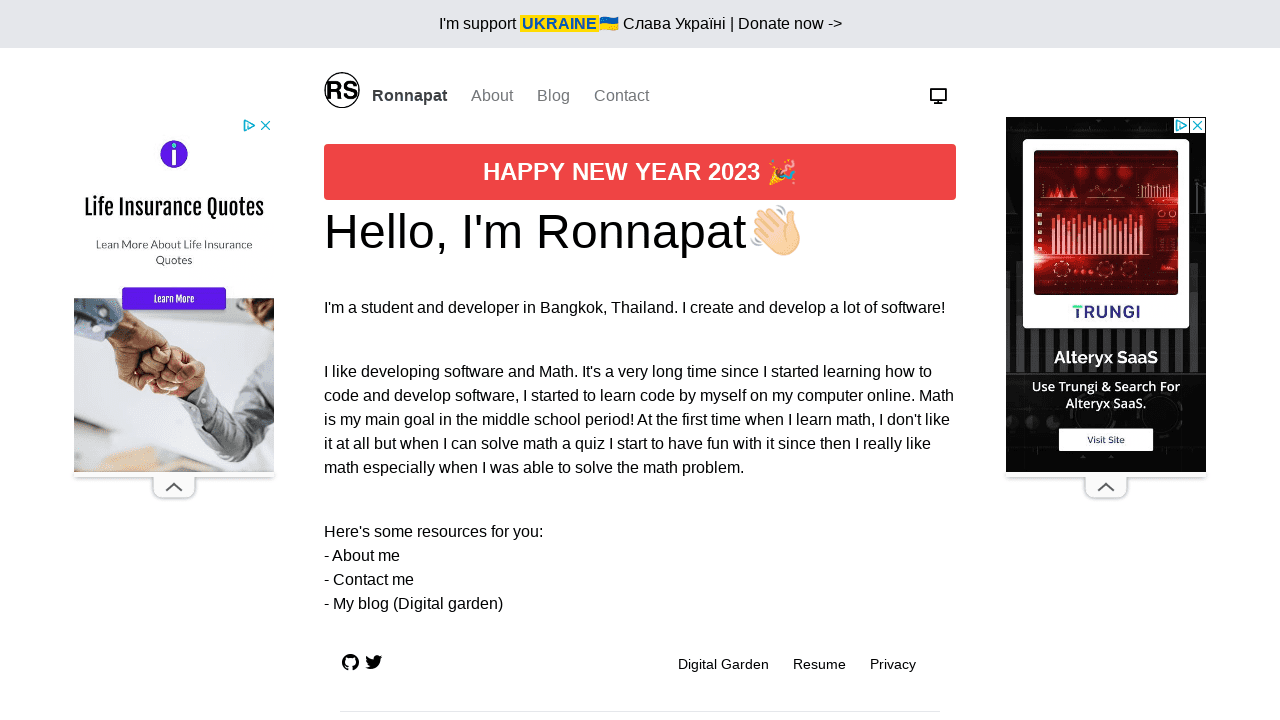 I'm support UKRAINE🇺🇦 Слава Україні | Donate now ->
RS Ronnapat About Blog Contact
Life Insurance Quotes
Lean More About Life Insurance
Quotes
Learn More
HAPPY NEW YEAR 2023 🎉
Hello, I'm Ronnapat👋🏻
I'm a student and developer in Bangkok, Thailand. I create and develop a lot of software!
I like developing software and Math. It's a very long time since I started learning how to
code and develop software, I started to learn code by myself on my computer online. Math
is my main goal in the middle school period! At the first time when I learn math, I don't like
it at all but when I can solve math a quiz I start to have fun with it since then I really like
math especially when I was able to solve the math problem.
Here's some resources for you:
- About me
- Contact me
- My blog (Digital garden)
TRUNGI
Alteryx SaaS
Use Trungi & Search For
Alteryx SaaS.
Visit Site
Digital Garden Resume Privacy